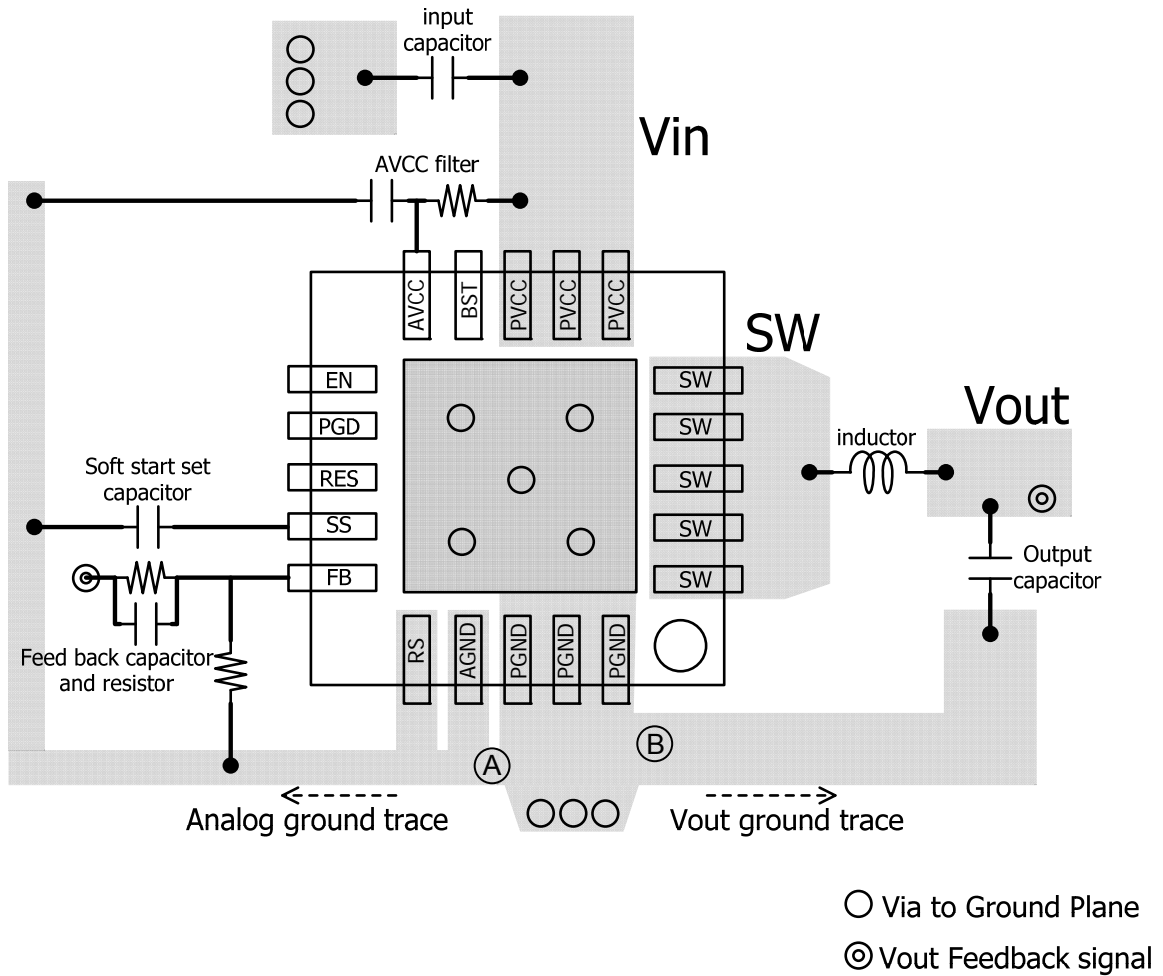 input
capacitor
Vin
AVCC filter
AVCC
BST
PVCC
PVCC
PVCC
SW
EN
PGD
RES
SS
FB
SW
SW
SW
SW
SW
Vout
inductor
Soft start set
capacitor
Output
capacitor
Feed back capacitor
and resistor
RS
AGND
PGND
PGND
PGND
A
B
Analog ground trace
Vout ground trace
Via to Ground Plane
Vout Feedback signal